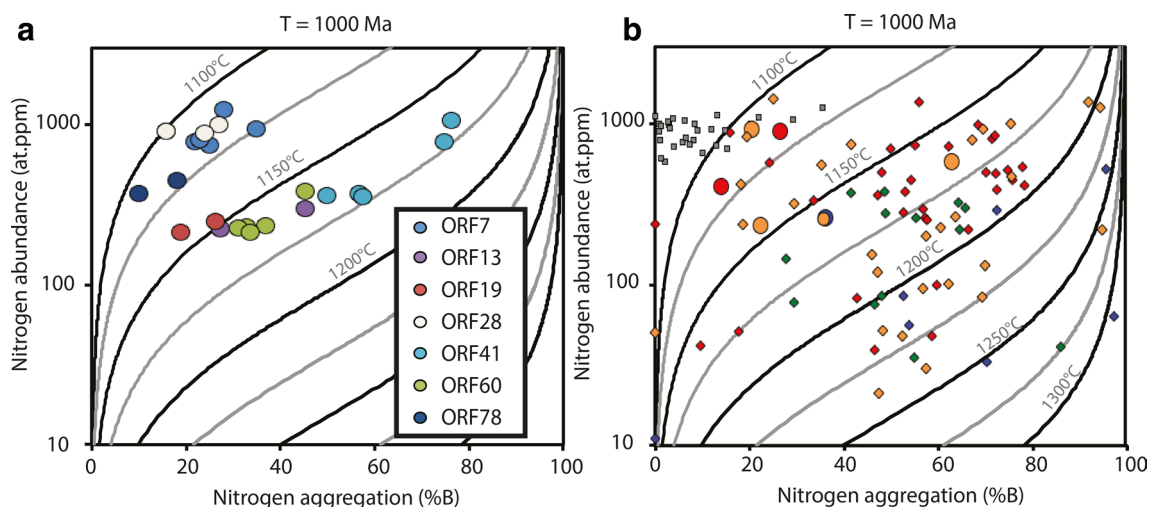 a
T = 1000 Ma
Nitrogen abundance (at.ppm)
1000
100
10
1100°C
1150°C
1200°C
ORF7
ORF13
ORF19
ORF28
ORF41
ORF60
ORF78
0
20
40
60
80
100
Nitrogen aggregation (%B)
b
T = 1000 Ma
Nitrogen abundance (at.ppm)
1000
100
10
1100°C
1150°C
1200°C
1250°C
1300°C
0
20
40
60
80
100
Nitrogen aggregation (%B)